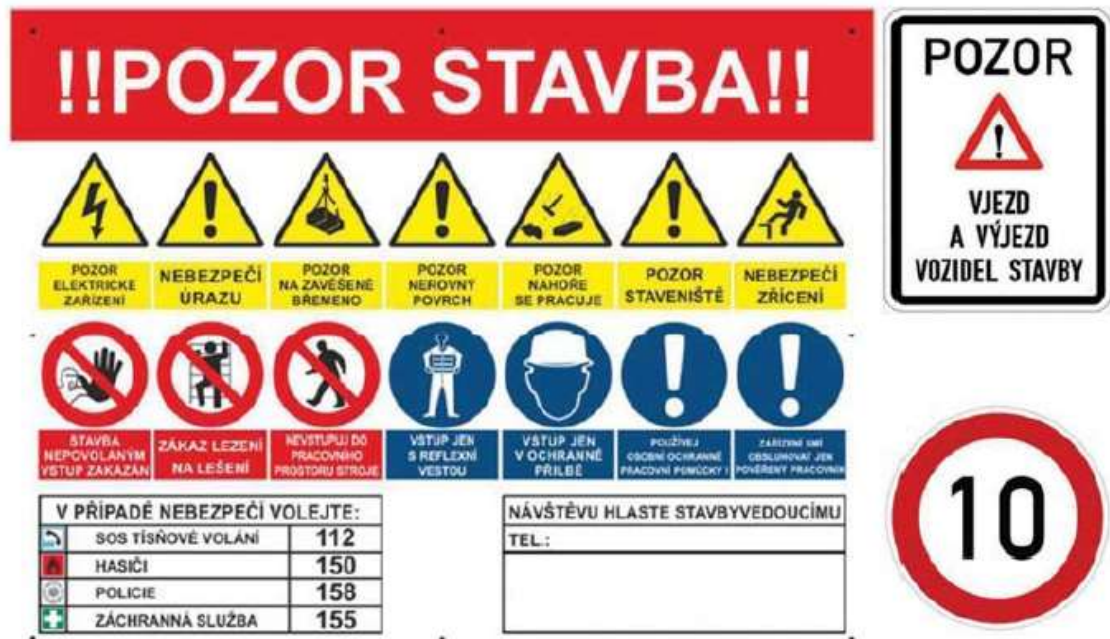 !!POZOR STAVBA!!
POZOR
ELEKTRICKÉ
ZAŘÍZENÍ
NEBEZPEČÍ
ÚRAZU
POZOR
NA ZAVĚŠENÉ
BŘEMENO
POZOR
NEROVNÝ
POVRCH
POZOR
NAHOŘE
SE PRACUJE
POZOR
STAVENIŠTĚ
NEBEZPEČÍ
ZŘÍCENÍ
STAVBA
NEPOVOLANÝM
VSTUP ZAKÁZÁN
ZÁKAZ LEZENÍ
NA LEŠENÍ
NEVSTUPUJ DO
PRACOVNÍHO
PROSTORU STROJE
VSTUP JEN
S REFLEXNÍ
VESTOU
VSTUP JEN
V OCHRANNÉ
PŘILBĚ
POUŽÍVEJ
OSOBNÍ OCHRANNÉ
PRACOVNÍ POMŮCKY !
ZAŘÍZENÍ SMÍ
OBSLUHOVAT JEN
POVĚŘENÝ PRACOVNÍK
V PŘÍPADĚ NEBEZPEČÍ VOLEJTE:
SOS TÍSŇOVÉ VOLÁNÍ 112
HASIČI 150
POLICIE 158
ZÁCHRANNÁ SLUŽBA 155
NÁVŠTĚVU HLASTE STAVBYVEDOUCÍMU
TEL.:
POZOR
VJEZD
A VÝJEZD
VOZIDEL STAVBY
10